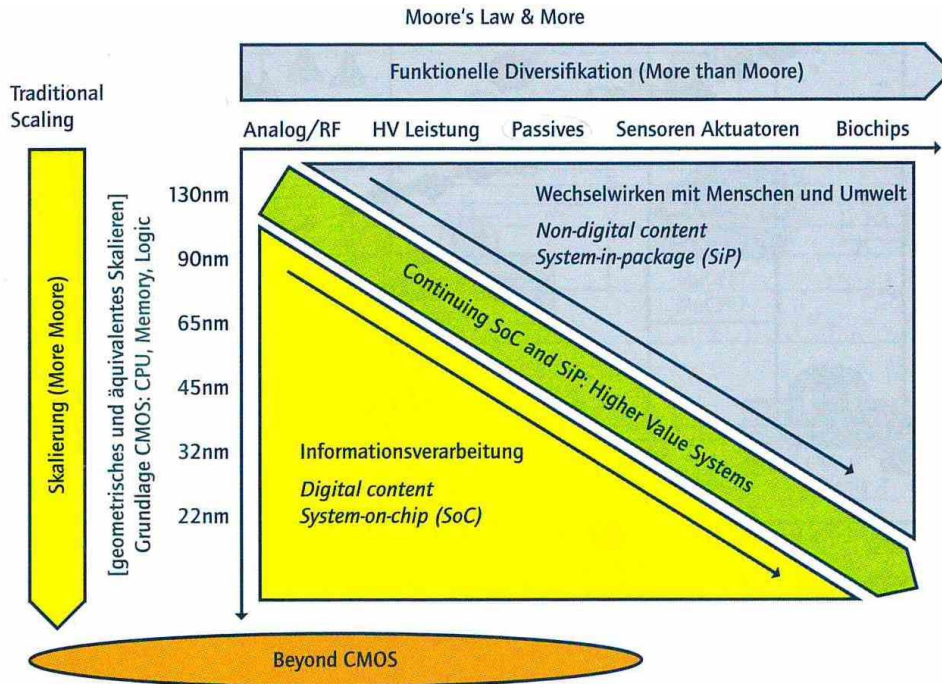 Moore's Law & More
Funktionelle Diversifikation (More than Moore)
Traditional
Scaling
Analog/RF
HV Leistung
Passives
Sensoren Aktuatoren
Biochips
Skalierung (More Moore)
[geometrisches und äquivalentes Skalieren]
Grundlage CMOS: CPU, Memory, Logic
130nm
90nm
65nm
45nm
32nm
22nm
Wechselwirken mit Menschen und Umwelt
Non-digital content
System-in-package (SiP)
Continuing SoC and SiP: Higher Value Systems
Informationsverarbeitung
Digital content
System-on-chip (SoC)
Beyond CMOS